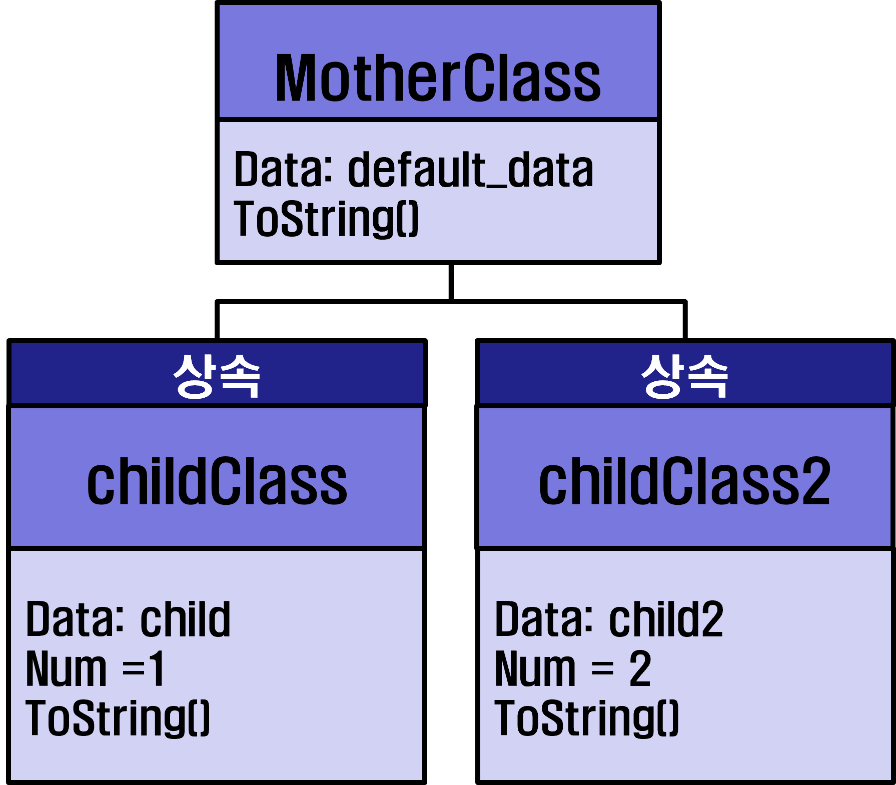 MotherClass
Data: default_data
ToString()
상속
childClass
Data: child
Num =1
ToString()
상속
childClass2
Data: child2
Num = 2
ToString()